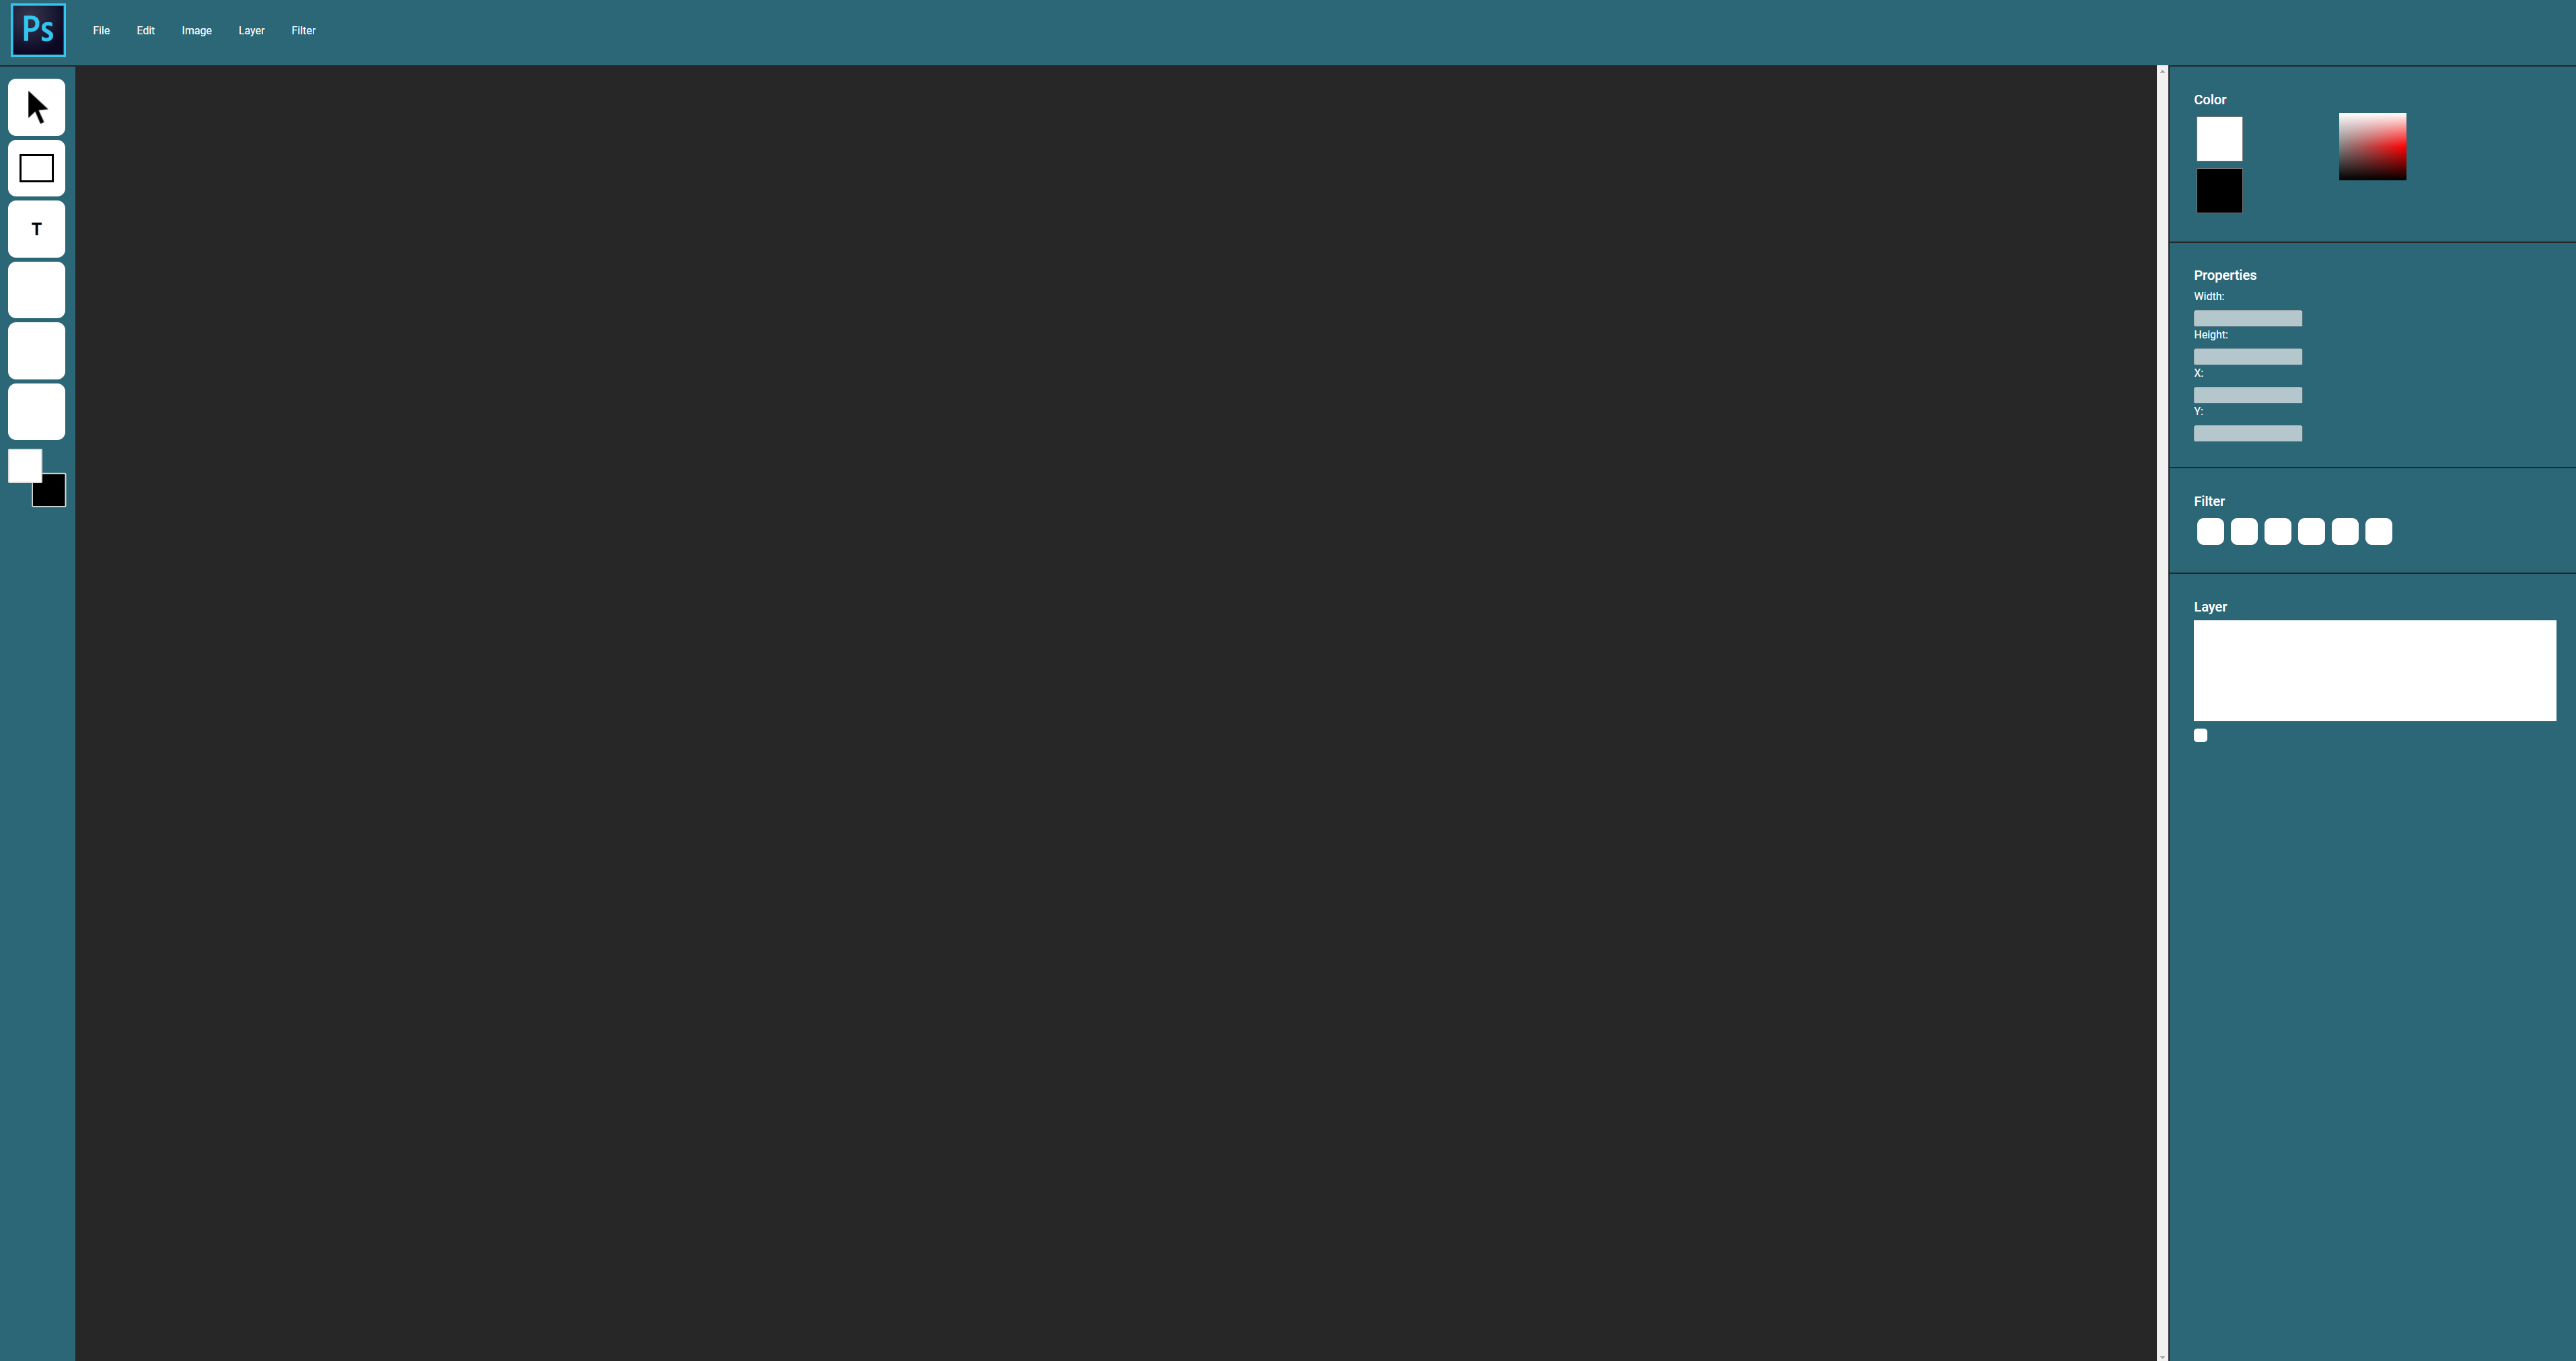 Ps
File Edit Image Layer Filter
T
Color
Properties
Width:
Height:
X:
Y:
Filter
Layer